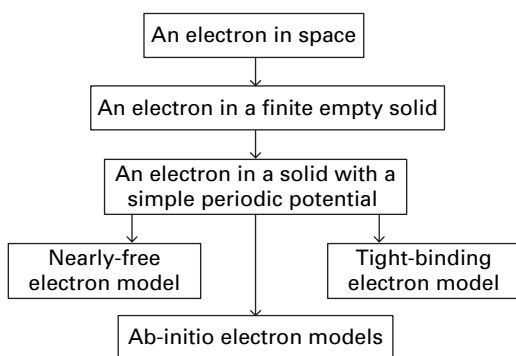 An electron in space
An electron in a finite empty solid
An electron in a solid with a
simple periodic potential
Nearly-free
electron model
Tight-binding
electron model
Ab-initio electron models